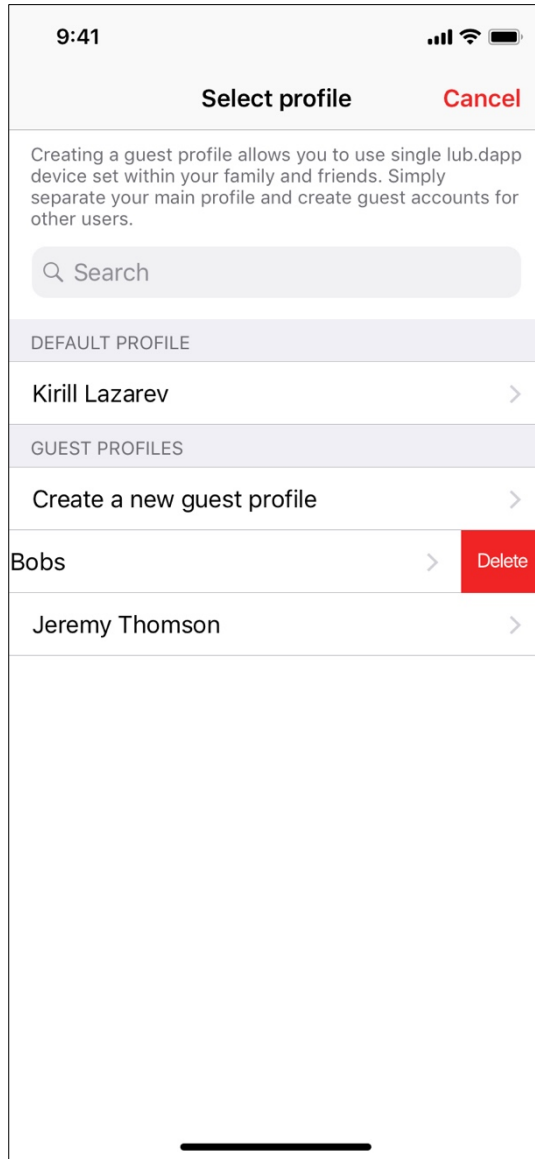 9:41
Select profile
Cancel
Creating a guest profile allows you to use single lub.dapp
device set within your family and friends. Simply
separate your main profile and create guest accounts for
other users.
Search
DEFAULT PROFILE
Kirill Lazarev
GUEST PROFILES
Create a new guest profile
Bobs
Delete
Jeremy Thomson